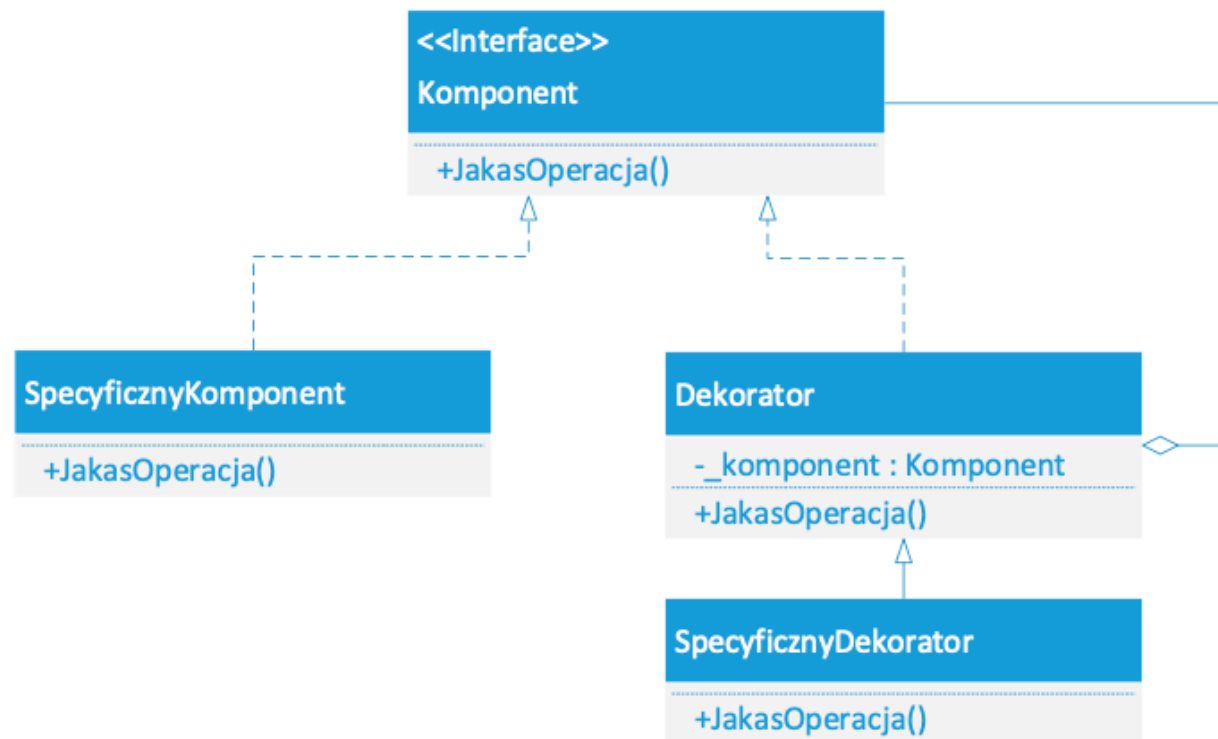 <<Interface>>
Komponent
+JakasOperacja()
SpecyficznyKomponent
+JakasOperacja()
Dekorator
-_komponent : Komponent
+JakasOperacja()
SpecyficznyDekorator
+JakasOperacja()